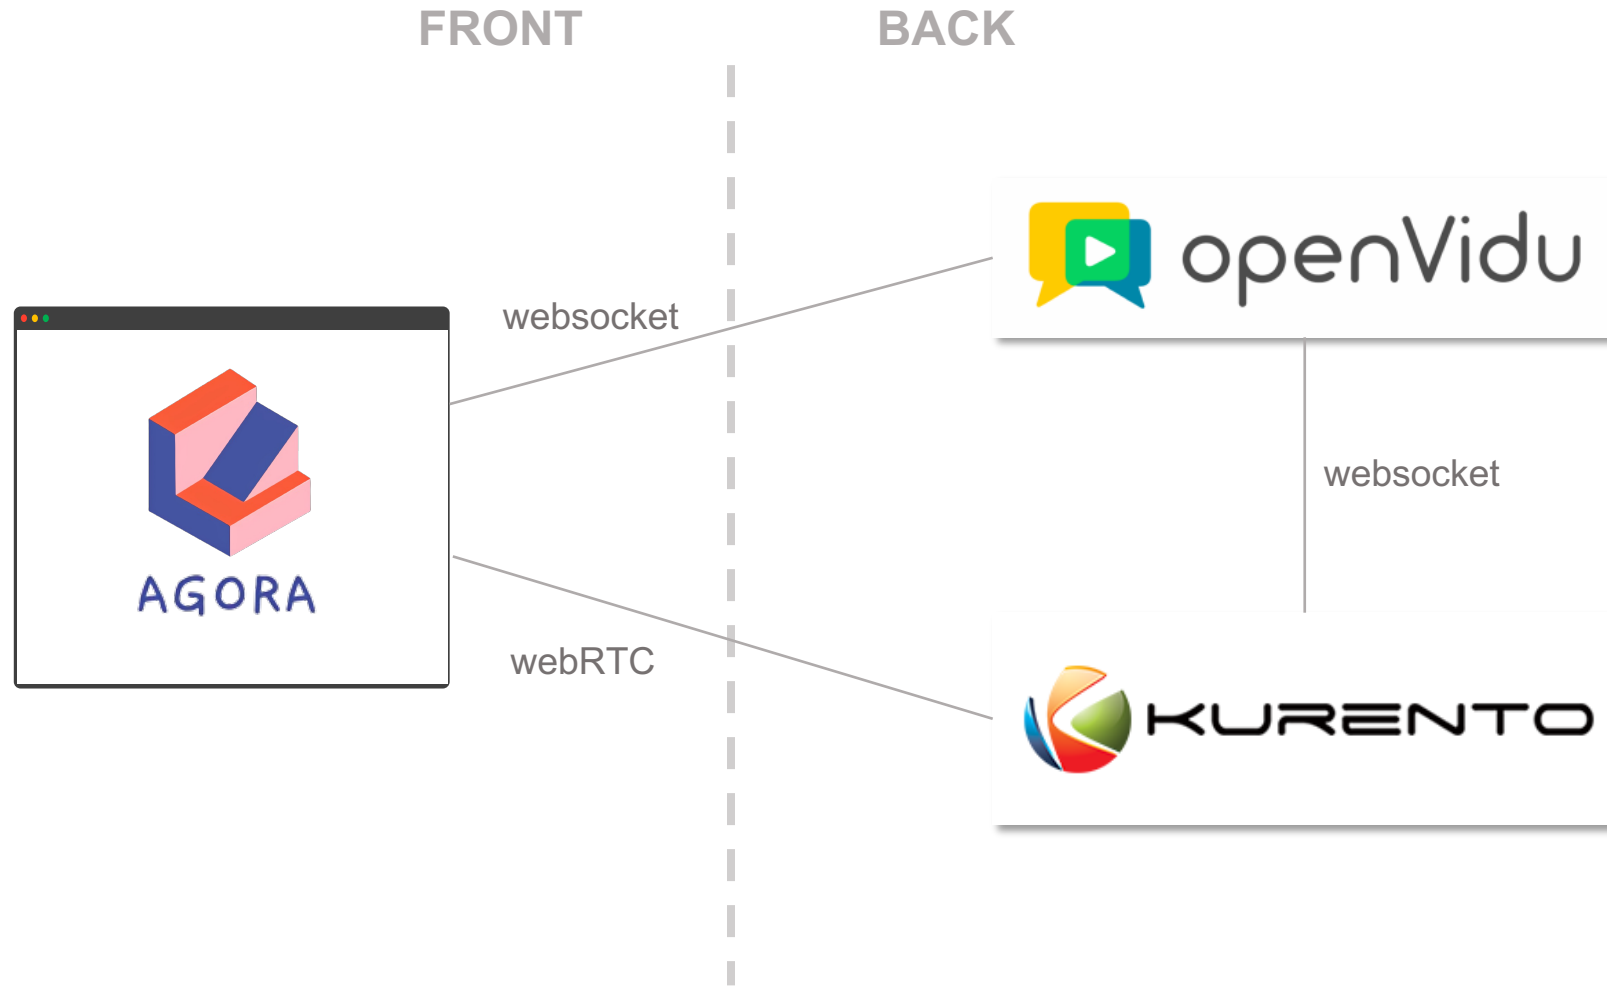 FRONT
BACK
openVidu
websocket
AGORA
websocket
webRTC
KURENTO